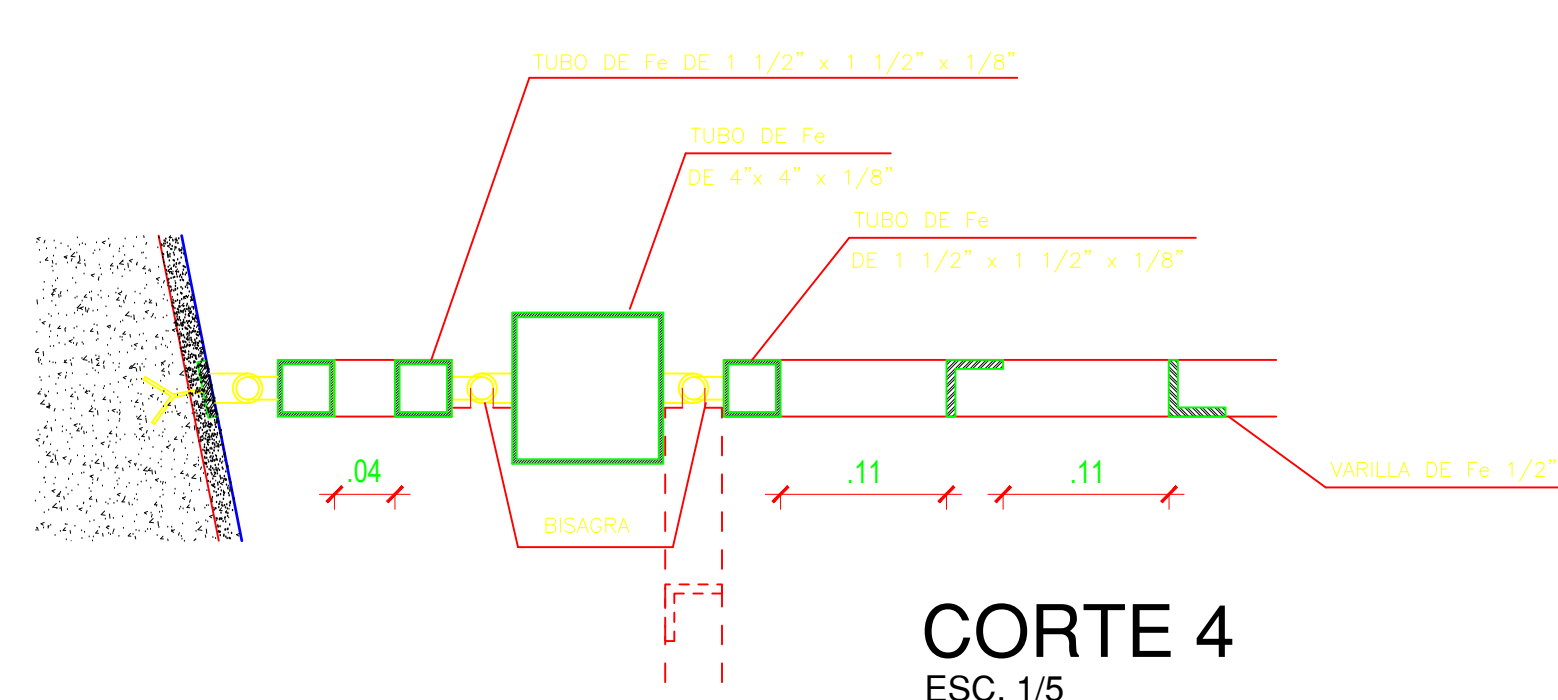 TUBO DE Fe DE 1 1/2" x 1 1/2" x 1/8"
TUBO DE Fe
DE 4"x 4" x 1/8"
TUBO DE Fe
DE 1 1/2" x 1 1/2" x 1/8"
.04
.11
.11
VARILLA DE Fe 1/2"
BISAGRA
CORTE 4
ESC. 1/5